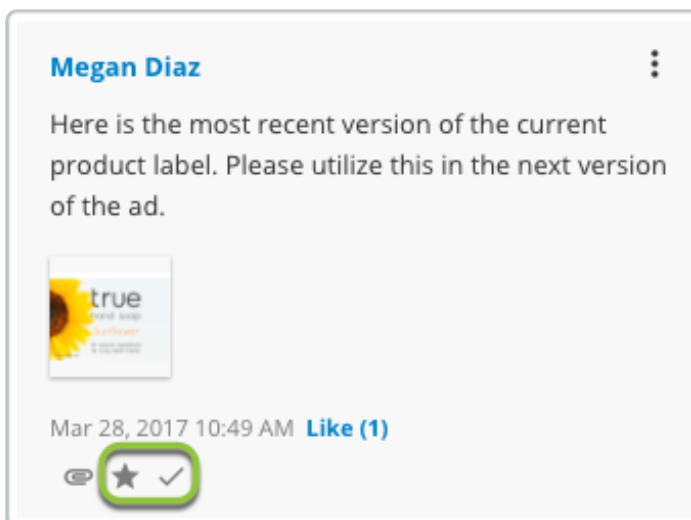 Megan Diaz
Here is the most recent version of the current
product label. Please utilize this in the next version
of the ad.
true
hand soap
Sunflower
Mar 28, 2017 10:49 AM Like (1)